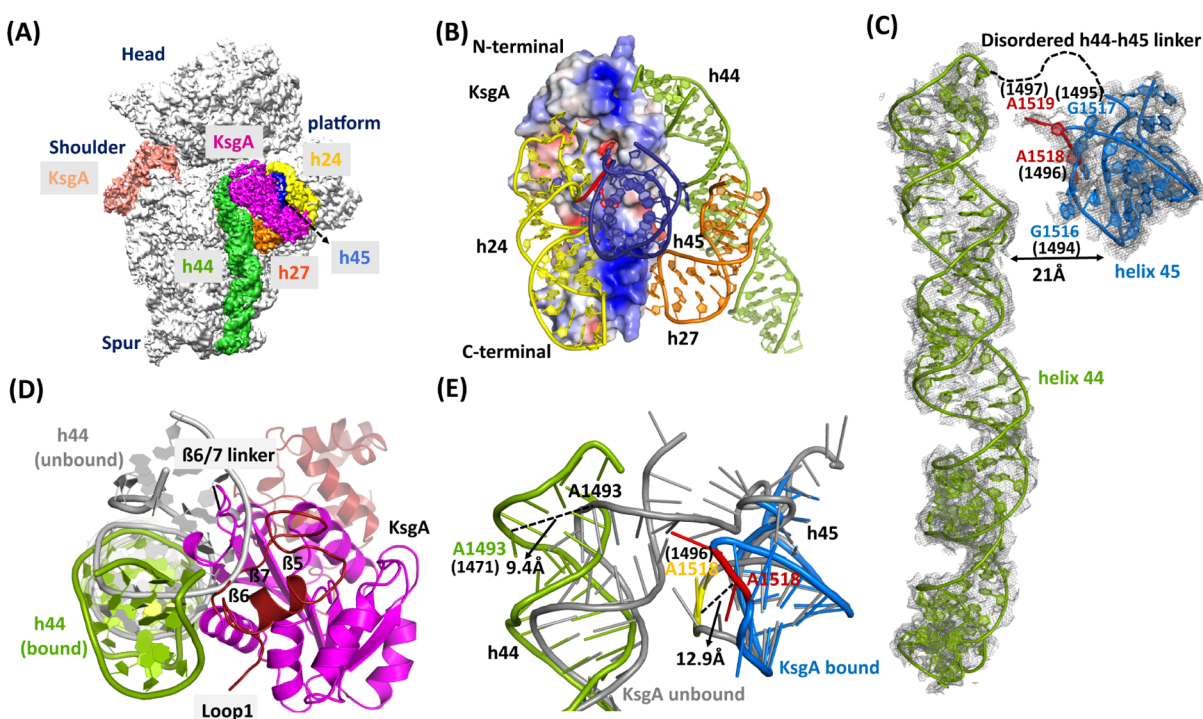 (A)
Head
Shoulder
KsgA
KsgA
platform
h24
h44
h27
h45
Spur
(B)
N-terminal
KsgA
h44
h24
h45
h27
C-terminal
(C)
Disordered h44-h45 linker
(1497)
(1495)
A1519
G1517
A1518
(1496)
G1516
(1494)
21Å
helix 45
helix 44
(D)
h44
(unbound)
ß6/7 linker
KsgA
ß5
ß7
ß6
h44
(bound)
Loop1
(E)
A1493
h45
A1493
(1471)
9.4Å
(1496)
A1518
A1518
h44
12.9Å
KsgA bound
KsgA unbound